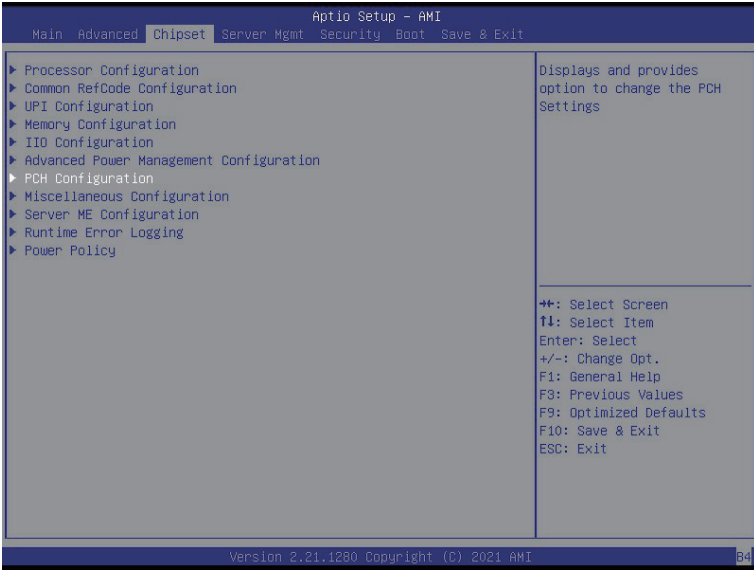 Aptio Setup – AMI
Main Advanced Chipset Server Mgmt Security Boot Save & Exit
Processor Configuration
Common RefCode Configuration
UPI Configuration
Memory Configuration
IIO Configuration
Advanced Power Management Configuration
PCH Configuration
Miscellaneous Configuration
Server ME Configuration
Runtime Error Logging
Power Policy
Displays and provides
option to change the PCH
Settings
→←: Select Screen
↑↓: Select Item
Enter: Select
+/-: Change Opt.
F1: General Help
F3: Previous Values
F9: Optimized Defaults
F10: Save & Exit
ESC: Exit
Version 2.21.1280 Copyright (C) 2021 AMI
B4